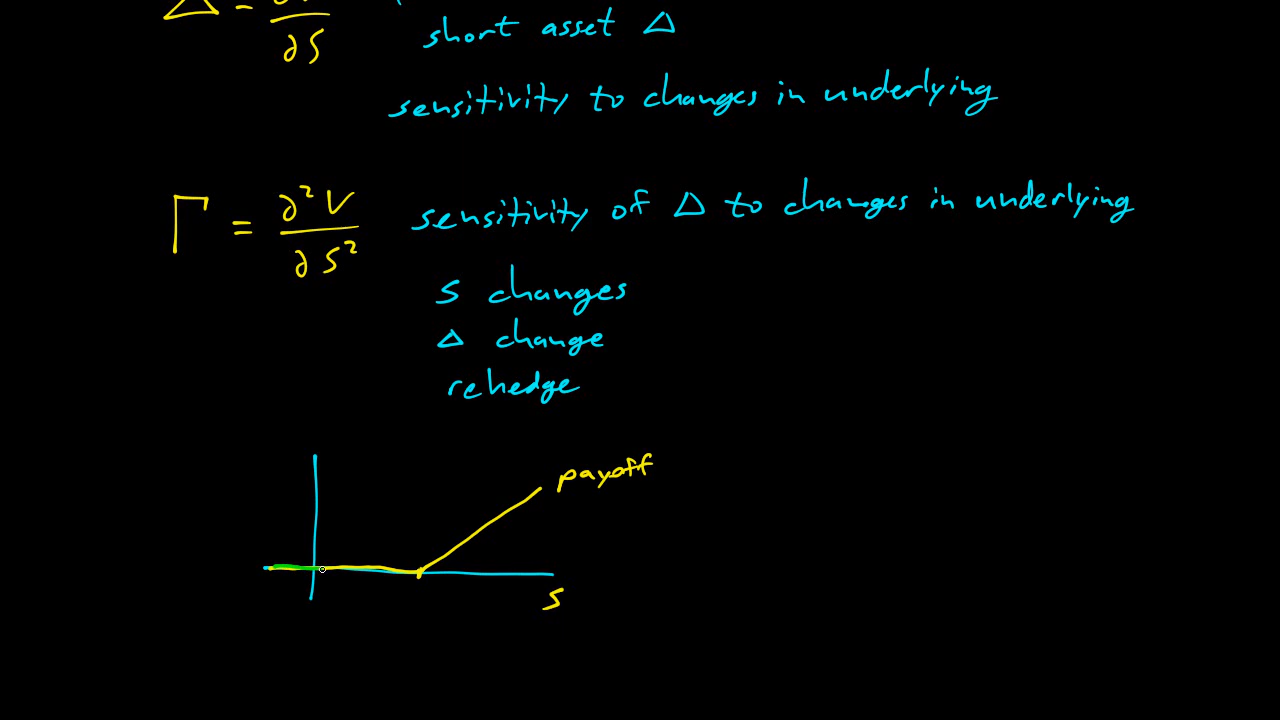 Δ = ∂
∂S
short asset Δ
sensitivity to changes in underlying
Γ = ∂²V / ∂S² sensitivity of Δ to changes in underlying
S changes
Δ change
rehedge
payoff
S